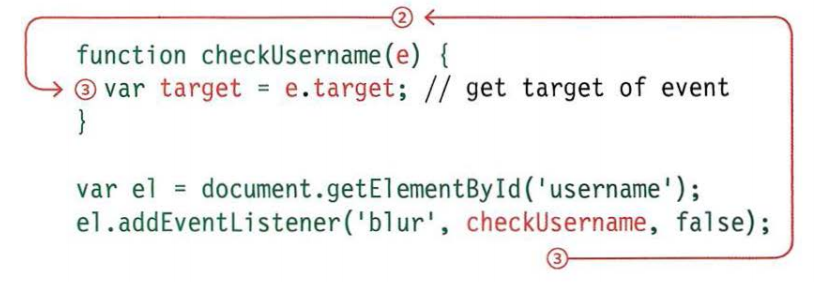 ②
function checkUsername(e) {
③ var target = e.target; // get target of event
}
var el = document.getElementById('username');
el.addEventListener('blur', checkUsername, false);
③